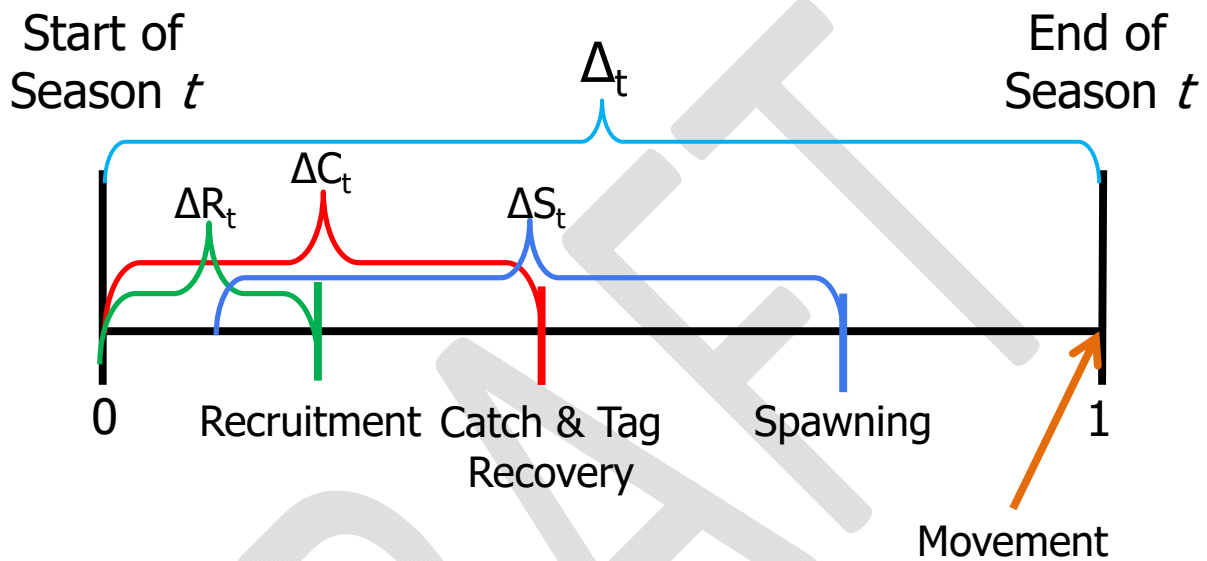 Start of
Season t
End of
Season t
Δt
ΔCt
ΔRt
ΔSt
0
Recruitment
Catch & Tag
Recovery
Spawning
1
Movement
DRAFT